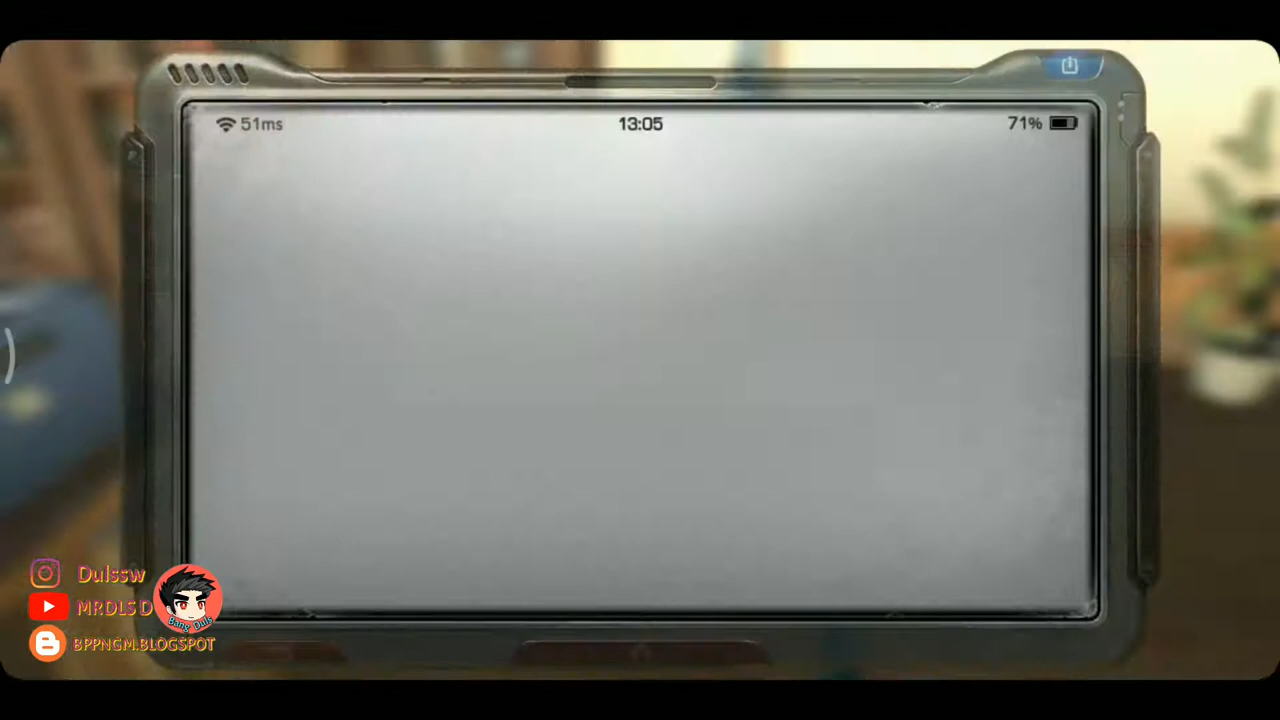 51ms
13:05
71%
Dulssw
MRDLS D
Bang Duls
BPPNGM.BLOGSPOT